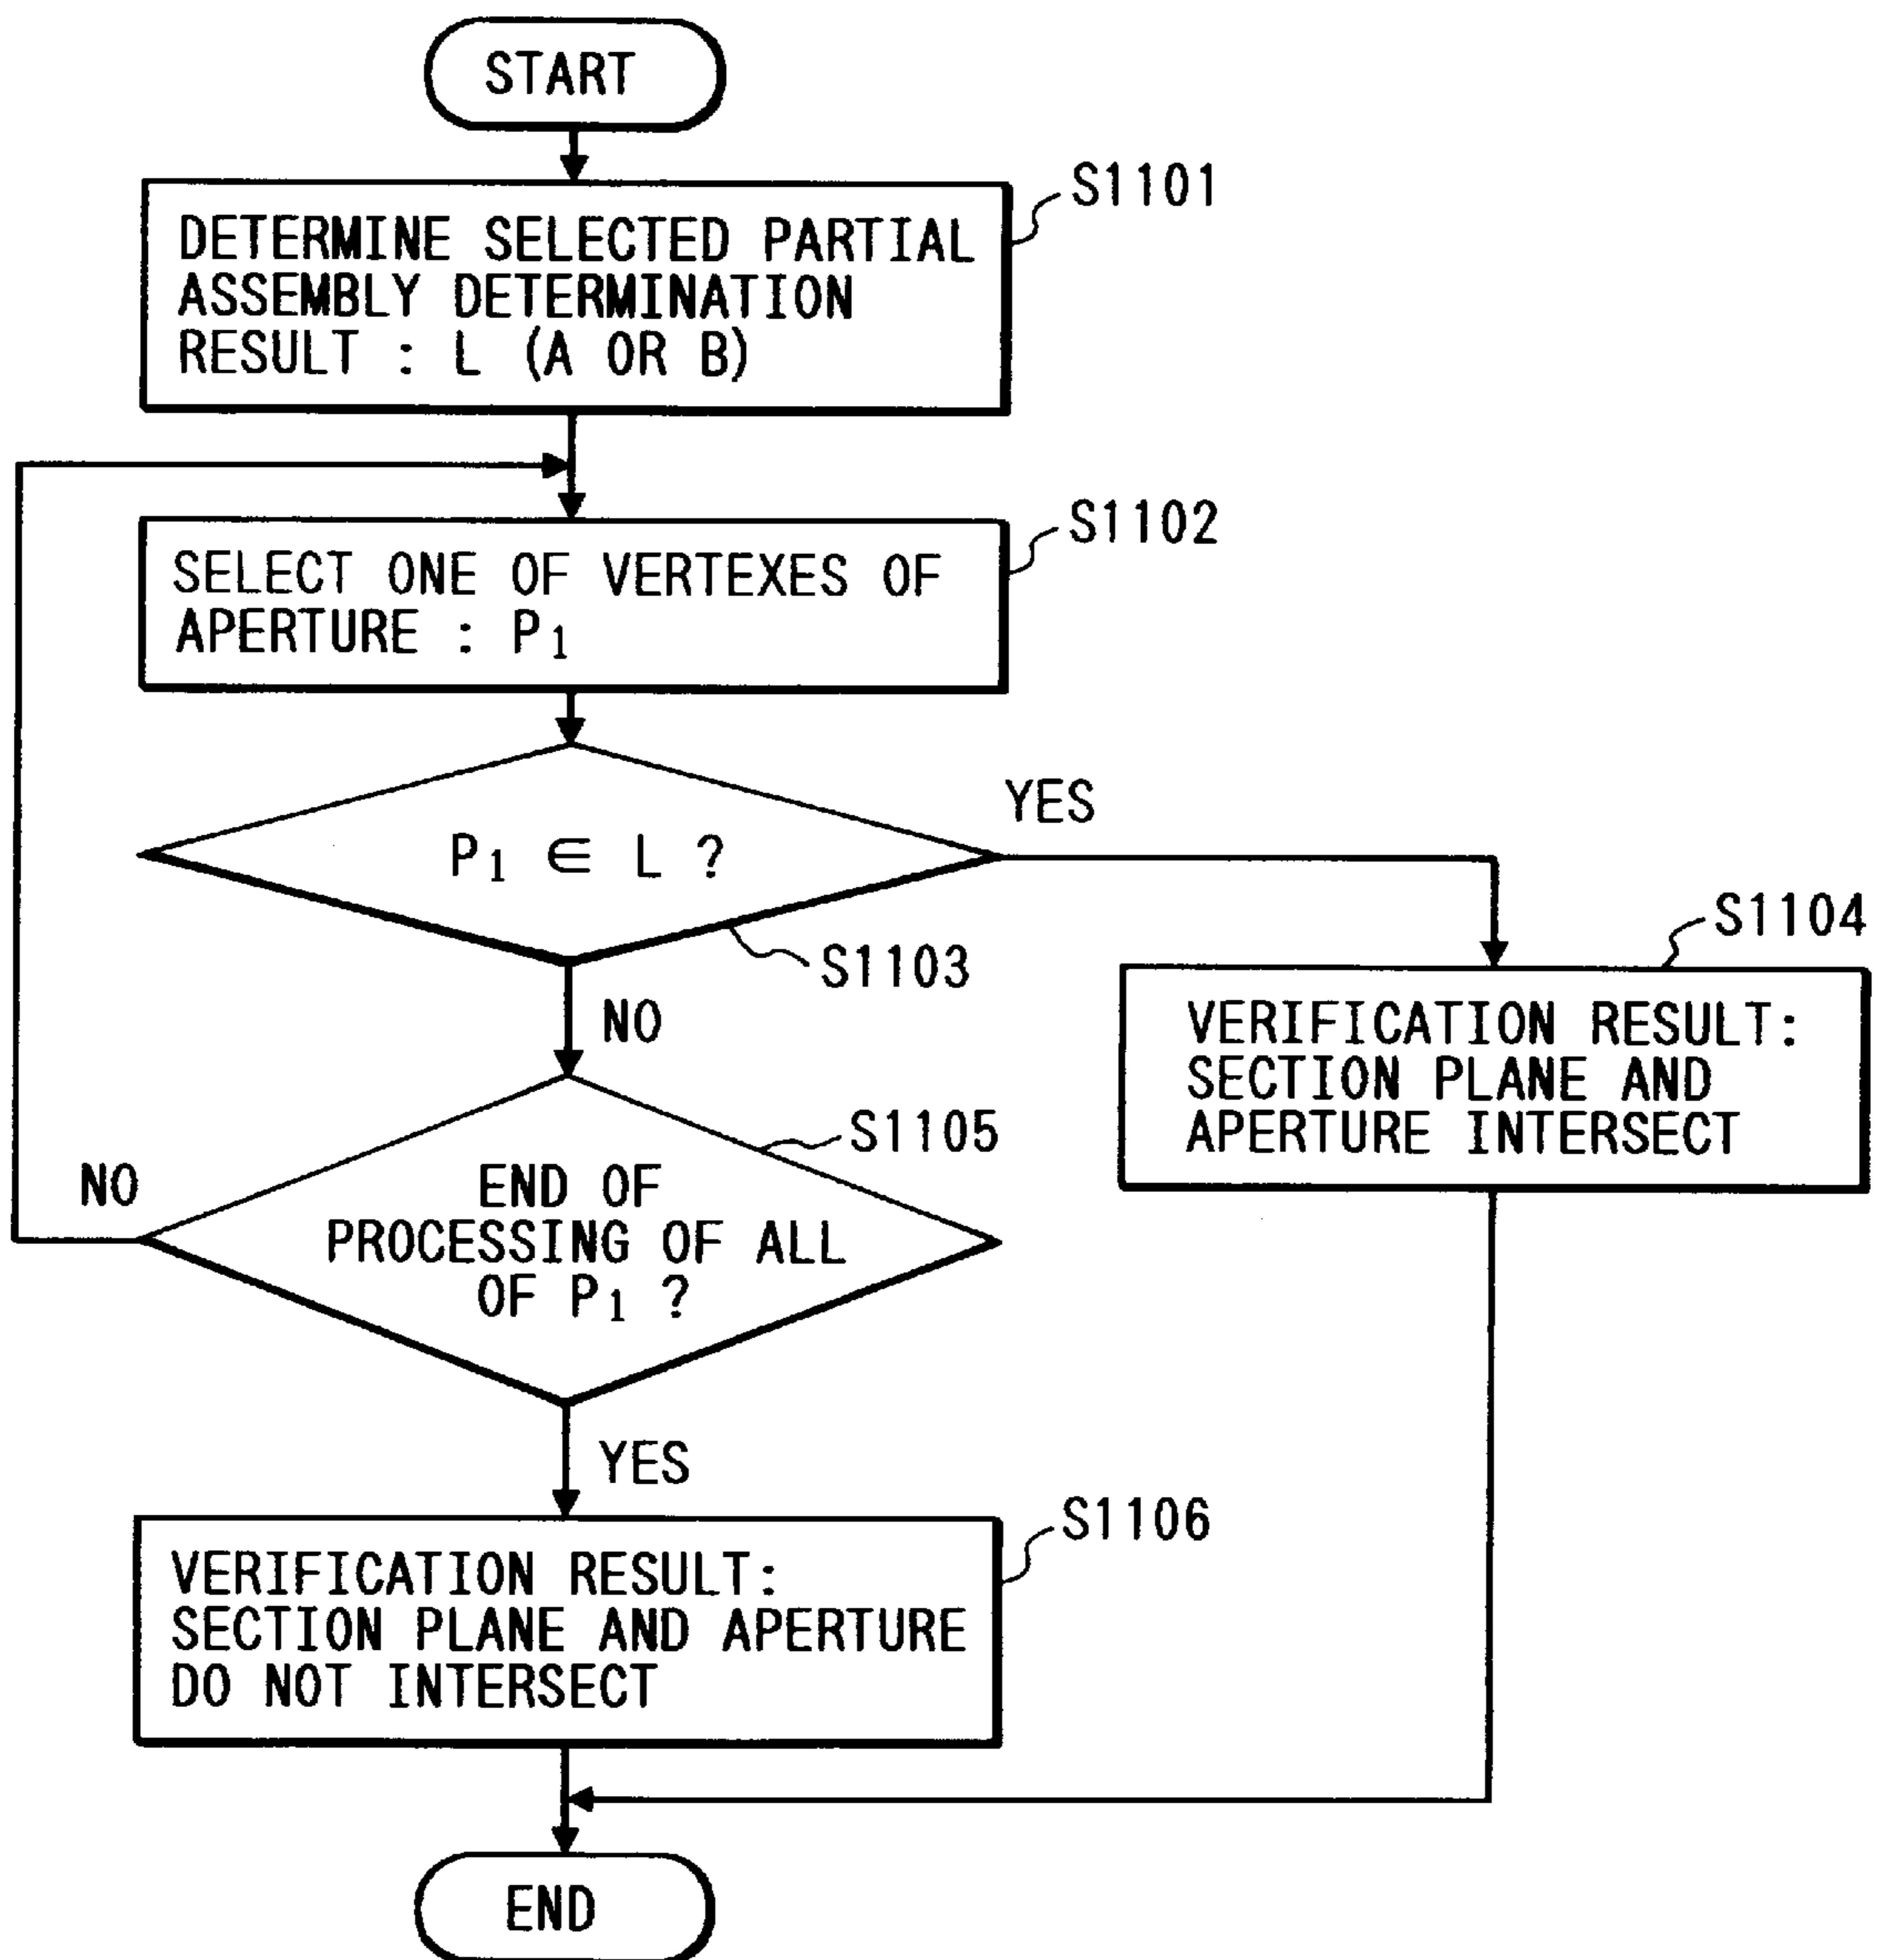 START
S1101
DETERMINE SELECTED PARTIAL
ASSEMBLY DETERMINATION
RESULT : L (A OR B)
S1102
SELECT ONE OF VERTEXES OF
APERTURE : P₁
P₁ ∈ L ?
YES
S1103
NO
S1104
VERIFICATION RESULT:
SECTION PLANE AND
APERTURE INTERSECT
S1105
NO
END OF
PROCESSING OF ALL
OF P₁ ?
YES
S1106
VERIFICATION RESULT:
SECTION PLANE AND APERTURE
DO NOT INTERSECT
END